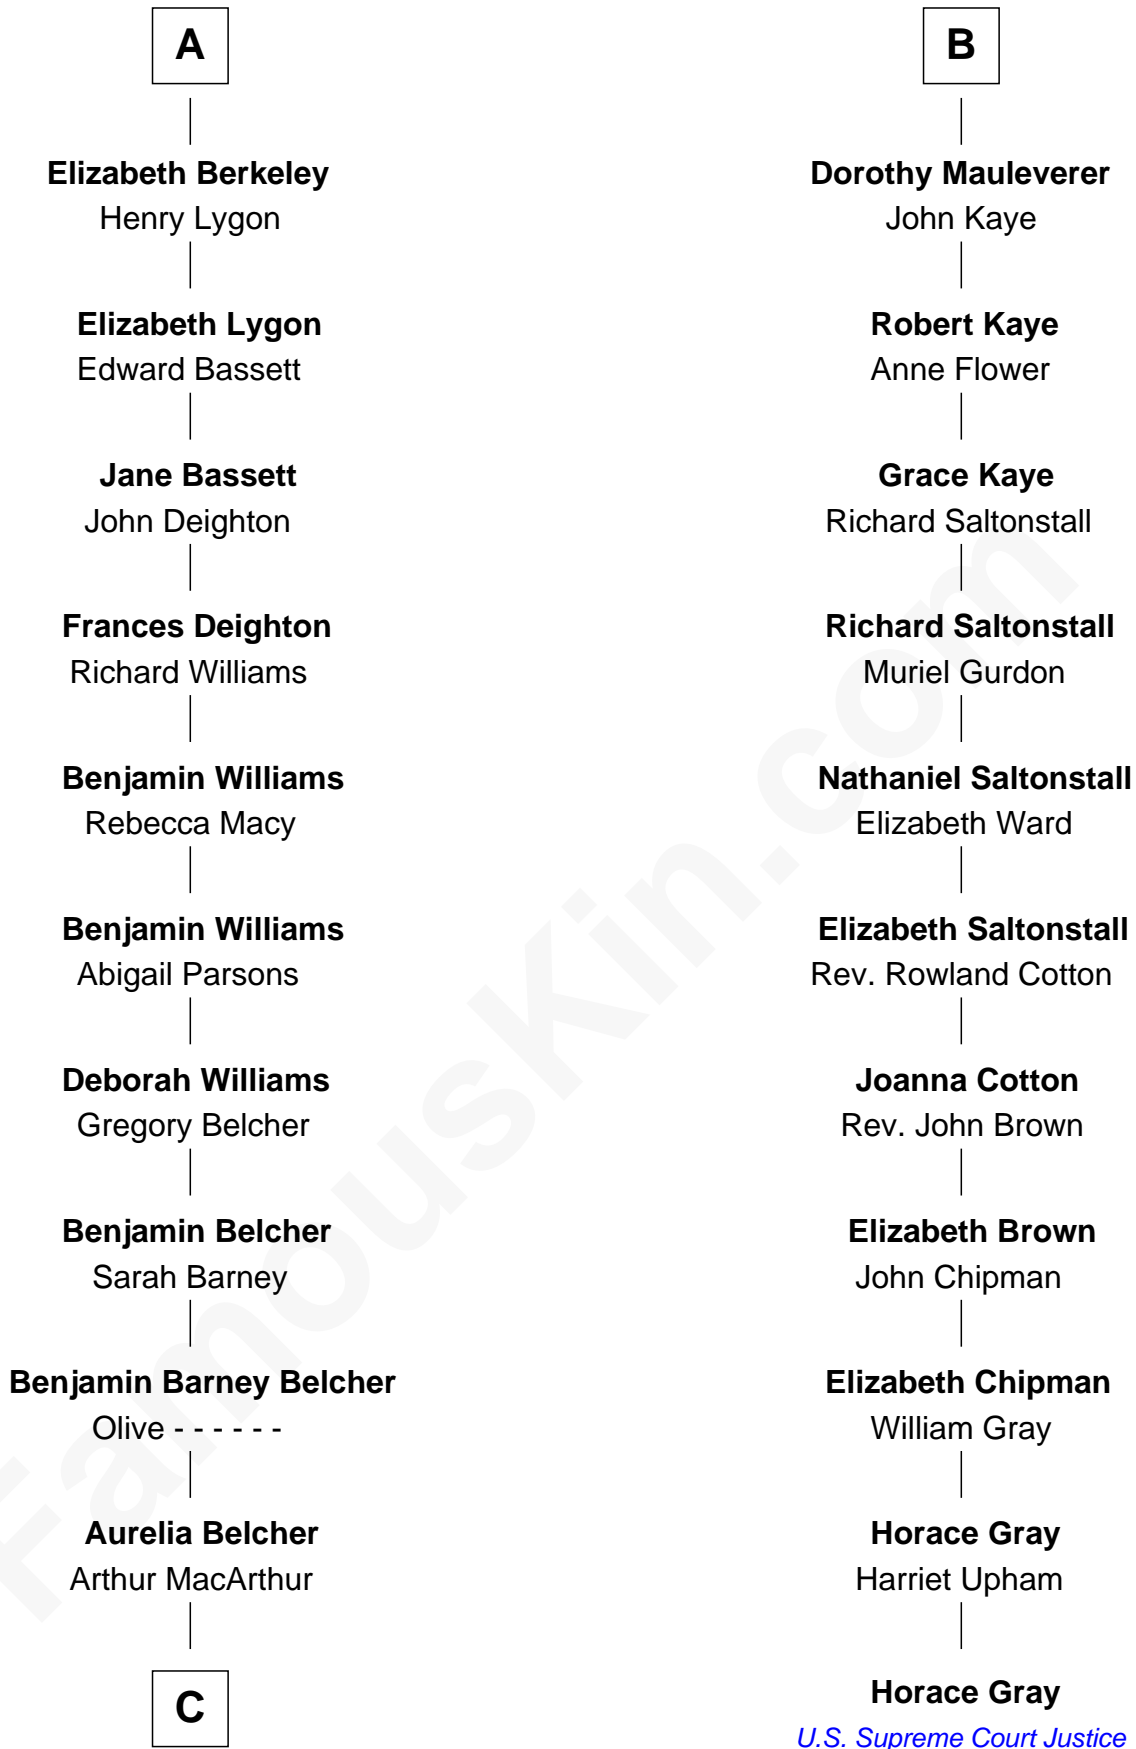 A
Elizabeth Berkeley
Henry Lygon
Elizabeth Lygon
Edward Bassett
Jane Bassett
John Deighton
Frances Deighton
Richard Williams
Benjamin Williams
Rebecca Macy
Benjamin Williams
Abigail Parsons
Deborah Williams
Gregory Belcher
Benjamin Belcher
Sarah Barney
Benjamin Barney Belcher
Olive - - - - - -
Aurelia Belcher
Arthur MacArthur
C
B
Dorothy Mauleverer
John Kaye
Robert Kaye
Anne Flower
Grace Kaye
Richard Saltonstall
Richard Saltonstall
Muriel Gurdon
Nathaniel Saltonstall
Elizabeth Ward
Elizabeth Saltonstall
Rev. Rowland Cotton
Joanna Cotton
Rev. John Brown
Elizabeth Brown
John Chipman
Elizabeth Chipman
William Gray
Horace Gray
Harriet Upham
Horace Gray
U.S. Supreme Court Justice
FamousKin.com